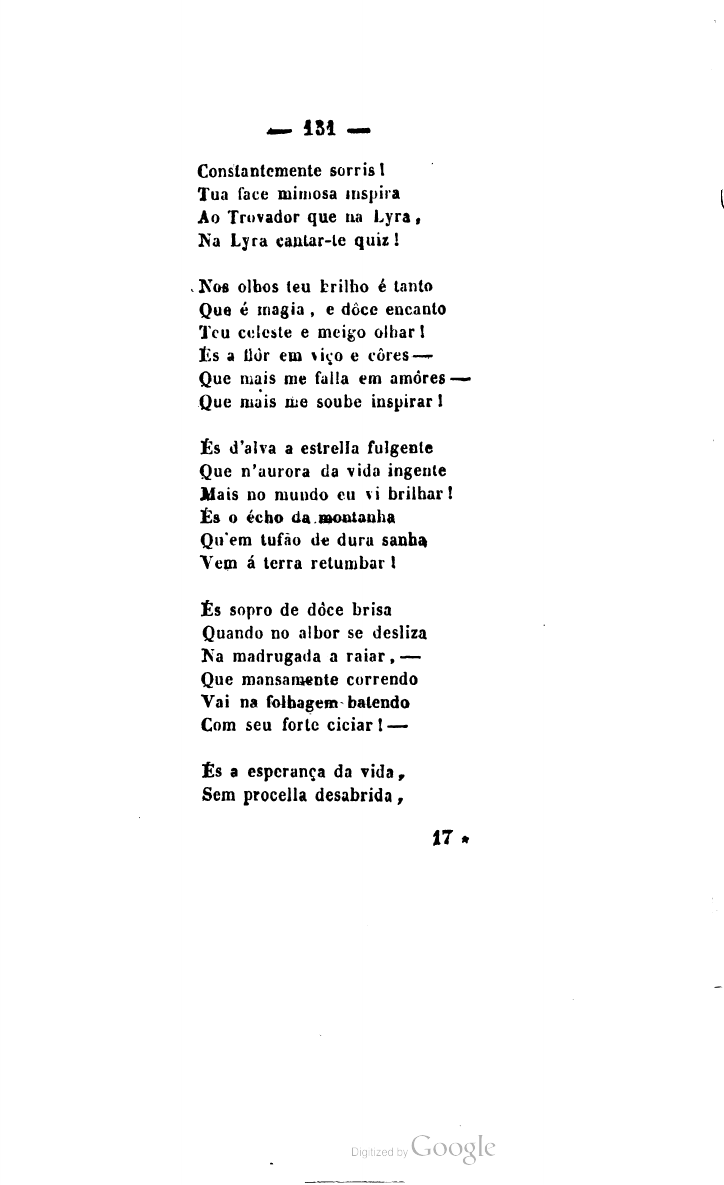 — 131 —
Constantemente sorris!
Tua face mimosa inspira
Ao Trovador que na Lyra,
Na Lyra cantar-te quiz!
Nos olhos teu brilho é tanto
Que é magia, e dôce encanto
Teu celeste e meigo olhar!
És a flôr em viço e côres—
Que mais me falla em amôres—
Que mais me soube inspirar!
És d'alva a estrella fulgente
Que n'aurora da vida ingente
Mais no mundo eu vi brilhar!
És o écho da montanha
Qu'em tufão de dura sanha
Vem á terra retumbar!
És sopro de dôce brisa
Quando no albor se desliza
Na madrugada a raiar,—
Que mansamente correndo
Vai na folhagem batendo
Com seu forte ciciar!—
És a esperança da vida,
Sem procella desabrida,
17 *
Digitized by Google